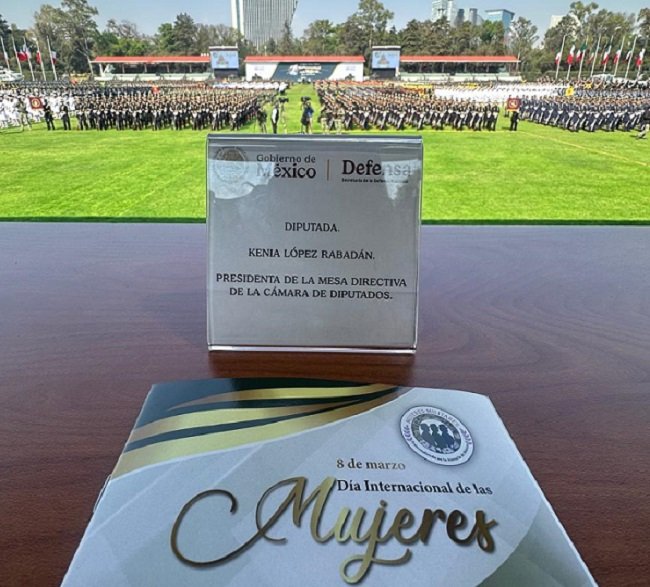 Gobierno de
México
Defensa
Secretaría de la Defensa Nacional
DIPUTADA.
KENIA LÓPEZ RABADÁN.
PRESIDENTA DE LA MESA DIRECTIVA
DE LA CÁMARA DE DIPUTADOS.
8 de marzo
Día Internacional de las
Mujeres